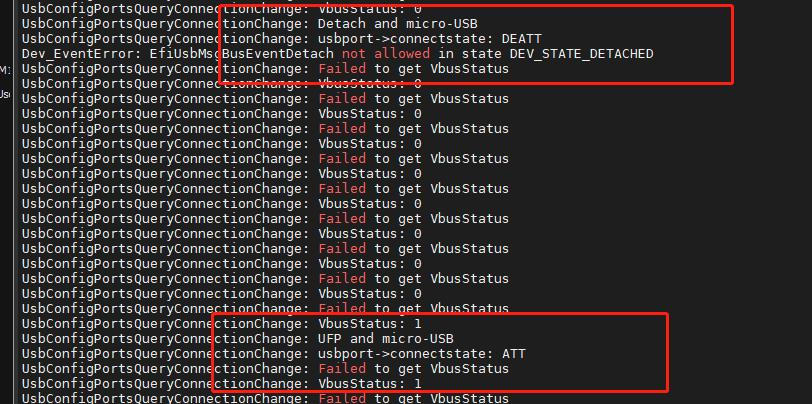 UsbConfigPortsQueryConnectionChange: VbusStatus: 0
UsbConfigPortsQueryConnectionChange: Detach and micro-USB
UsbConfigPortsQueryConnectionChange: usbport->connectstate: DEATT
Dev_EventError: EfiUsbMsgBusEventDetach not allowed in state DEV_STATE_DETACHED
UsbConfigPortsQueryConnectionChange: Failed to get VbusStatus
UsbConfigPortsQueryConnectionChange: VbusStatus: 0
UsbConfigPortsQueryConnectionChange: Failed to get VbusStatus
UsbConfigPortsQueryConnectionChange: VbusStatus: 0
UsbConfigPortsQueryConnectionChange: Failed to get VbusStatus
UsbConfigPortsQueryConnectionChange: VbusStatus: 0
UsbConfigPortsQueryConnectionChange: Failed to get VbusStatus
UsbConfigPortsQueryConnectionChange: VbusStatus: 0
UsbConfigPortsQueryConnectionChange: Failed to get VbusStatus
UsbConfigPortsQueryConnectionChange: VbusStatus: 0
UsbConfigPortsQueryConnectionChange: Failed to get VbusStatus
UsbConfigPortsQueryConnectionChange: VbusStatus: 0
UsbConfigPortsQueryConnectionChange: Failed to get VbusStatus
UsbConfigPortsQueryConnectionChange: VbusStatus: 0
UsbConfigPortsQueryConnectionChange: Failed to get VbusStatus
UsbConfigPortsQueryConnectionChange: VbusStatus: 0
UsbConfigPortsQueryConnectionChange: Failed to get VbusStatus
UsbConfigPortsQueryConnectionChange: VbusStatus: 1
UsbConfigPortsQueryConnectionChange: UFP and micro-USB
UsbConfigPortsQueryConnectionChange: usbport->connectstate: ATT
UsbConfigPortsQueryConnectionChange: Failed to get VbusStatus
UsbConfigPortsQueryConnectionChange: VbusStatus: 1
UsbConfigPortsQueryConnectionChange: Failed to get VbusStatus